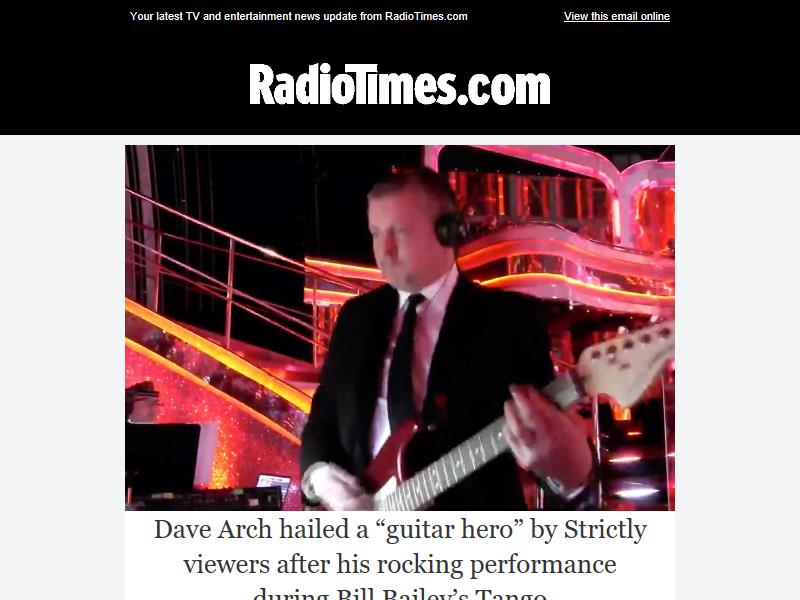 Your latest TV and entertainment news update from RadioTimes.com
View this email online
RadioTimes.com
Dave Arch hailed a “guitar hero” by Strictly
viewers after his rocking performance
during Bill Bailey’s Tango